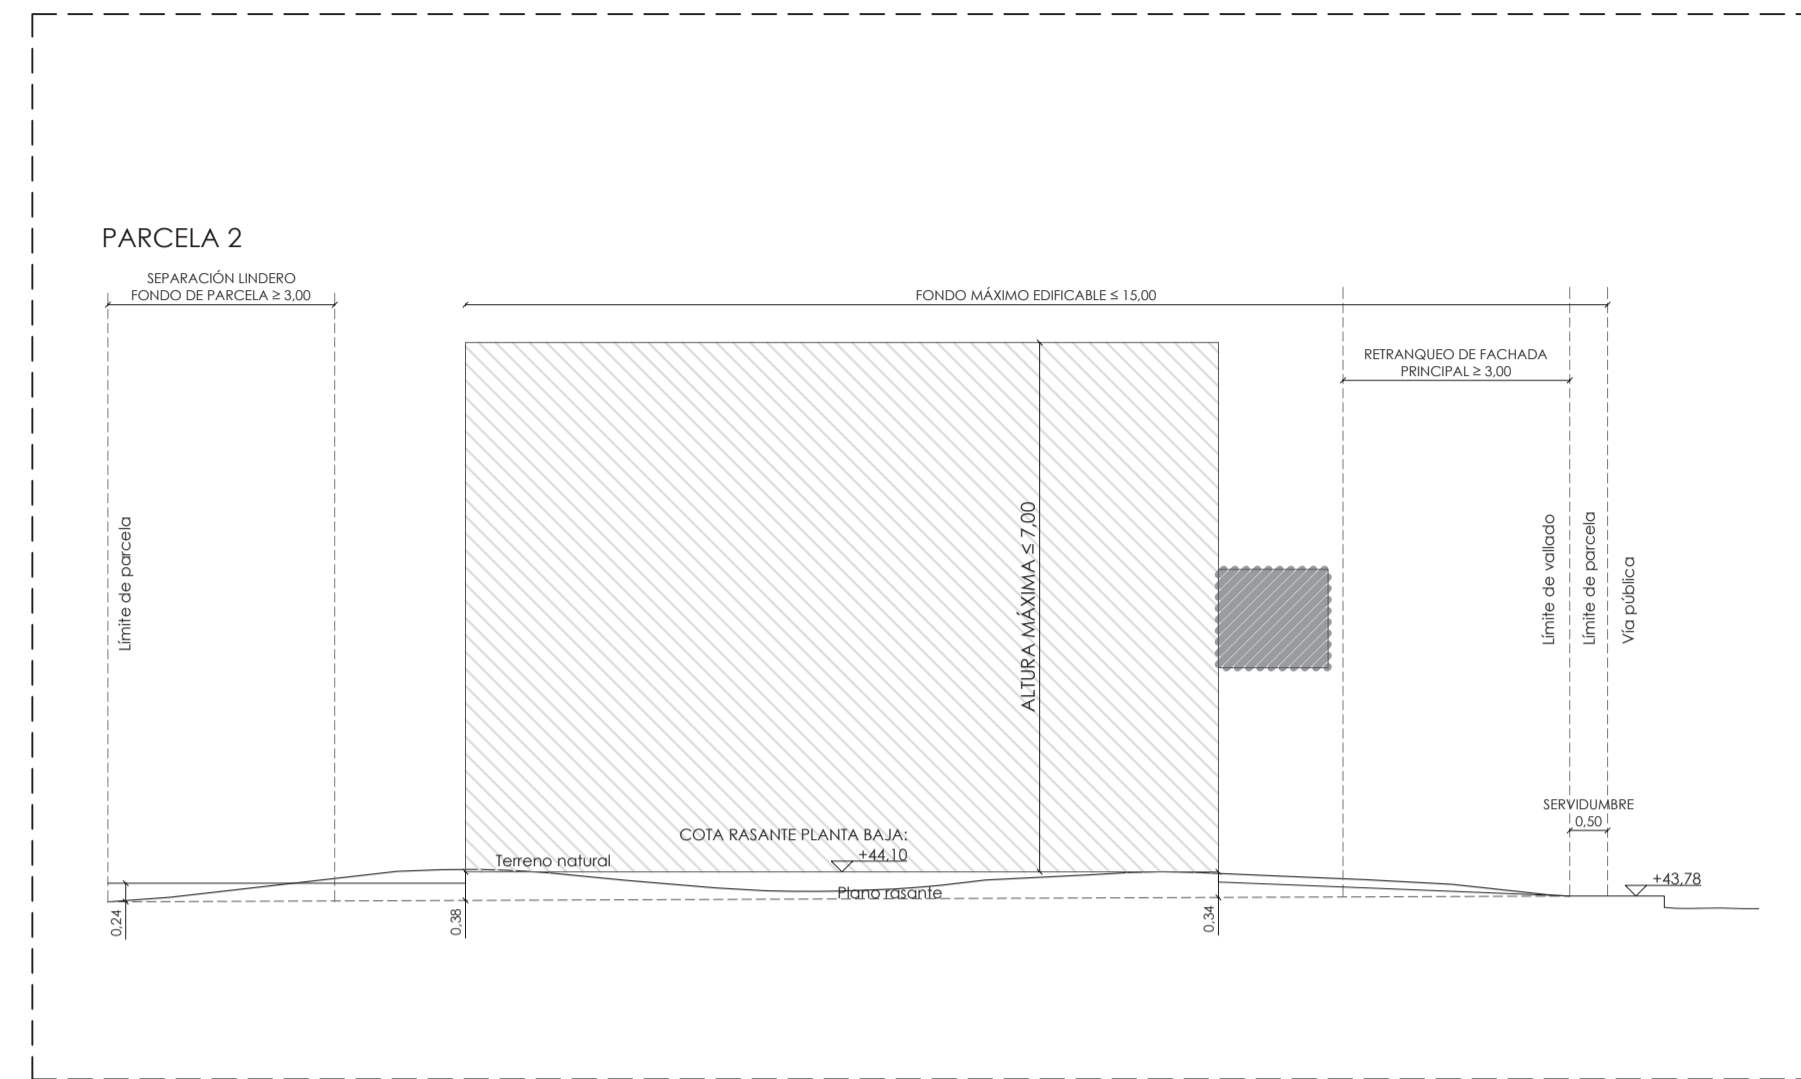 PARCELA 2
SEPARACIÓN LINDERO
FONDO DE PARCELA ≥ 3,00
FONDO MÁXIMO EDIFICABLE ≤ 15,00
RETRANQUEO DE FACHADA
PRINCIPAL ≥ 3,00
Límite de parcela
ALTURA MÁXIMA ≤ 7,00
Límite de vallado
Límite de parcela
Vía pública
SERVIDUMBRE
0,50
COTA RASANTE PLANTA BAJA:
+44,10
Terreno natural
Plano rasante
+43,78
0,24
0,38
0,34